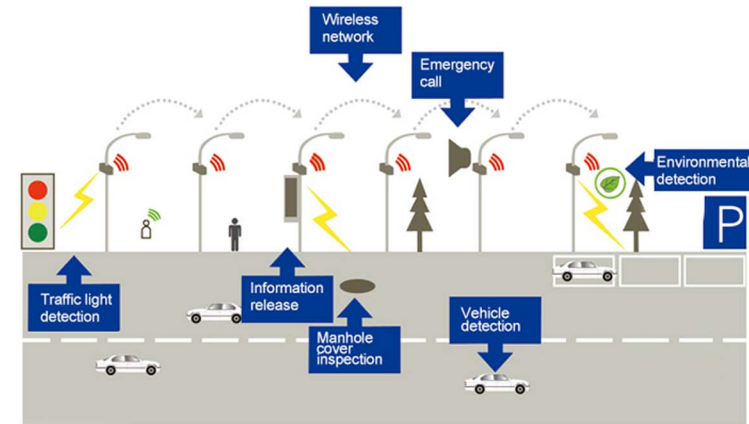 Wireless
network
Emergency
call
Environmental
detection
P
Traffic light
detection
Information
release
Manhole
cover
inspection
Vehicle
detection